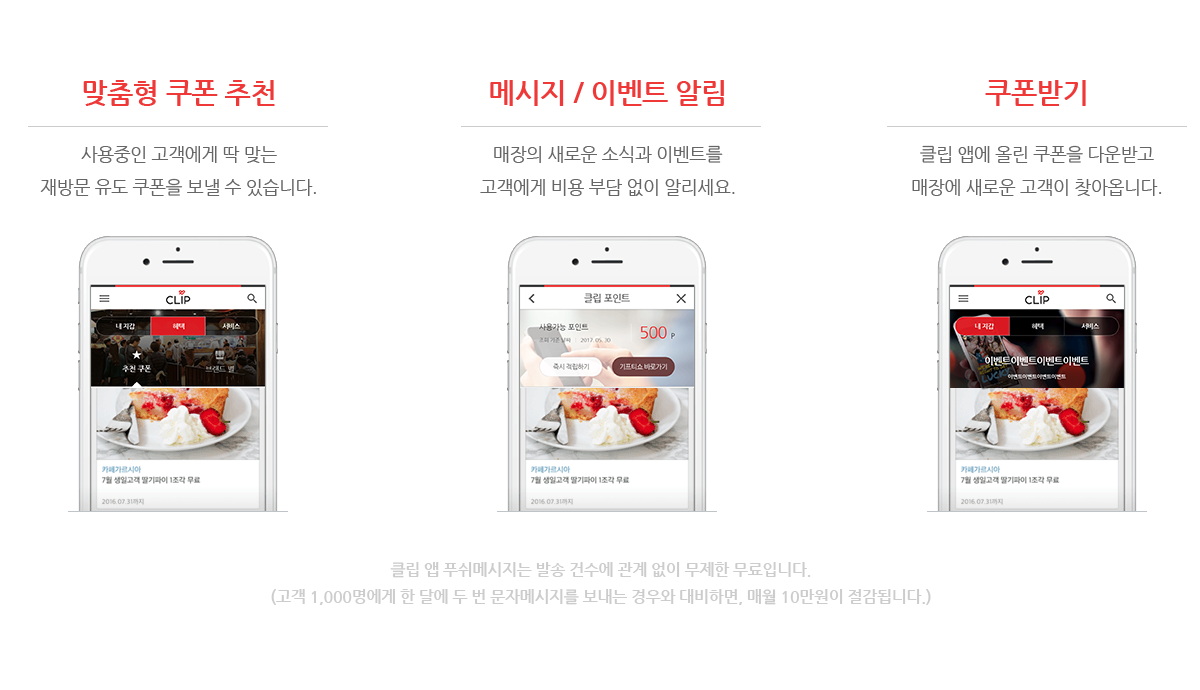 맞춤형 쿠폰 추천
사용중인 고객에게 딱 맞는
재방문 유도 쿠폰을 보낼 수 있습니다.
CLIP
내 지갑 혜택 서비스
추천 쿠폰 브랜드 별
카페가르시아
7월 생일고객 딸기파이 1조각 무료
2016.07.31까지
메시지 / 이벤트 알림
매장의 새로운 소식과 이벤트를
고객에게 비용 부담 없이 알리세요.
클립 포인트
사용가능 포인트
500 P
2017. 05. 30
즉시 적립하기 기프티쇼 바로가기
카페가르시아
7월 생일고객 딸기파이 1조각 무료
2016.07.31까지
쿠폰받기
클립 앱에 올린 쿠폰을 다운받고
매장에 새로운 고객이 찾아옵니다.
CLIP
내 지갑 혜택 서비스
이벤트이벤트이벤트이벤트
이벤트이벤트이벤트이벤트
카페가르시아
7월 생일고객 딸기파이 1조각 무료
2016.07.31까지
클립 앱 푸쉬메시지는 발송 건수에 관계 없이 무제한 무료입니다.
(고객 1,000명에게 한 달에 두 번 문자메시지를 보내는 경우와 대비하면, 매월 10만원이 절감됩니다.)